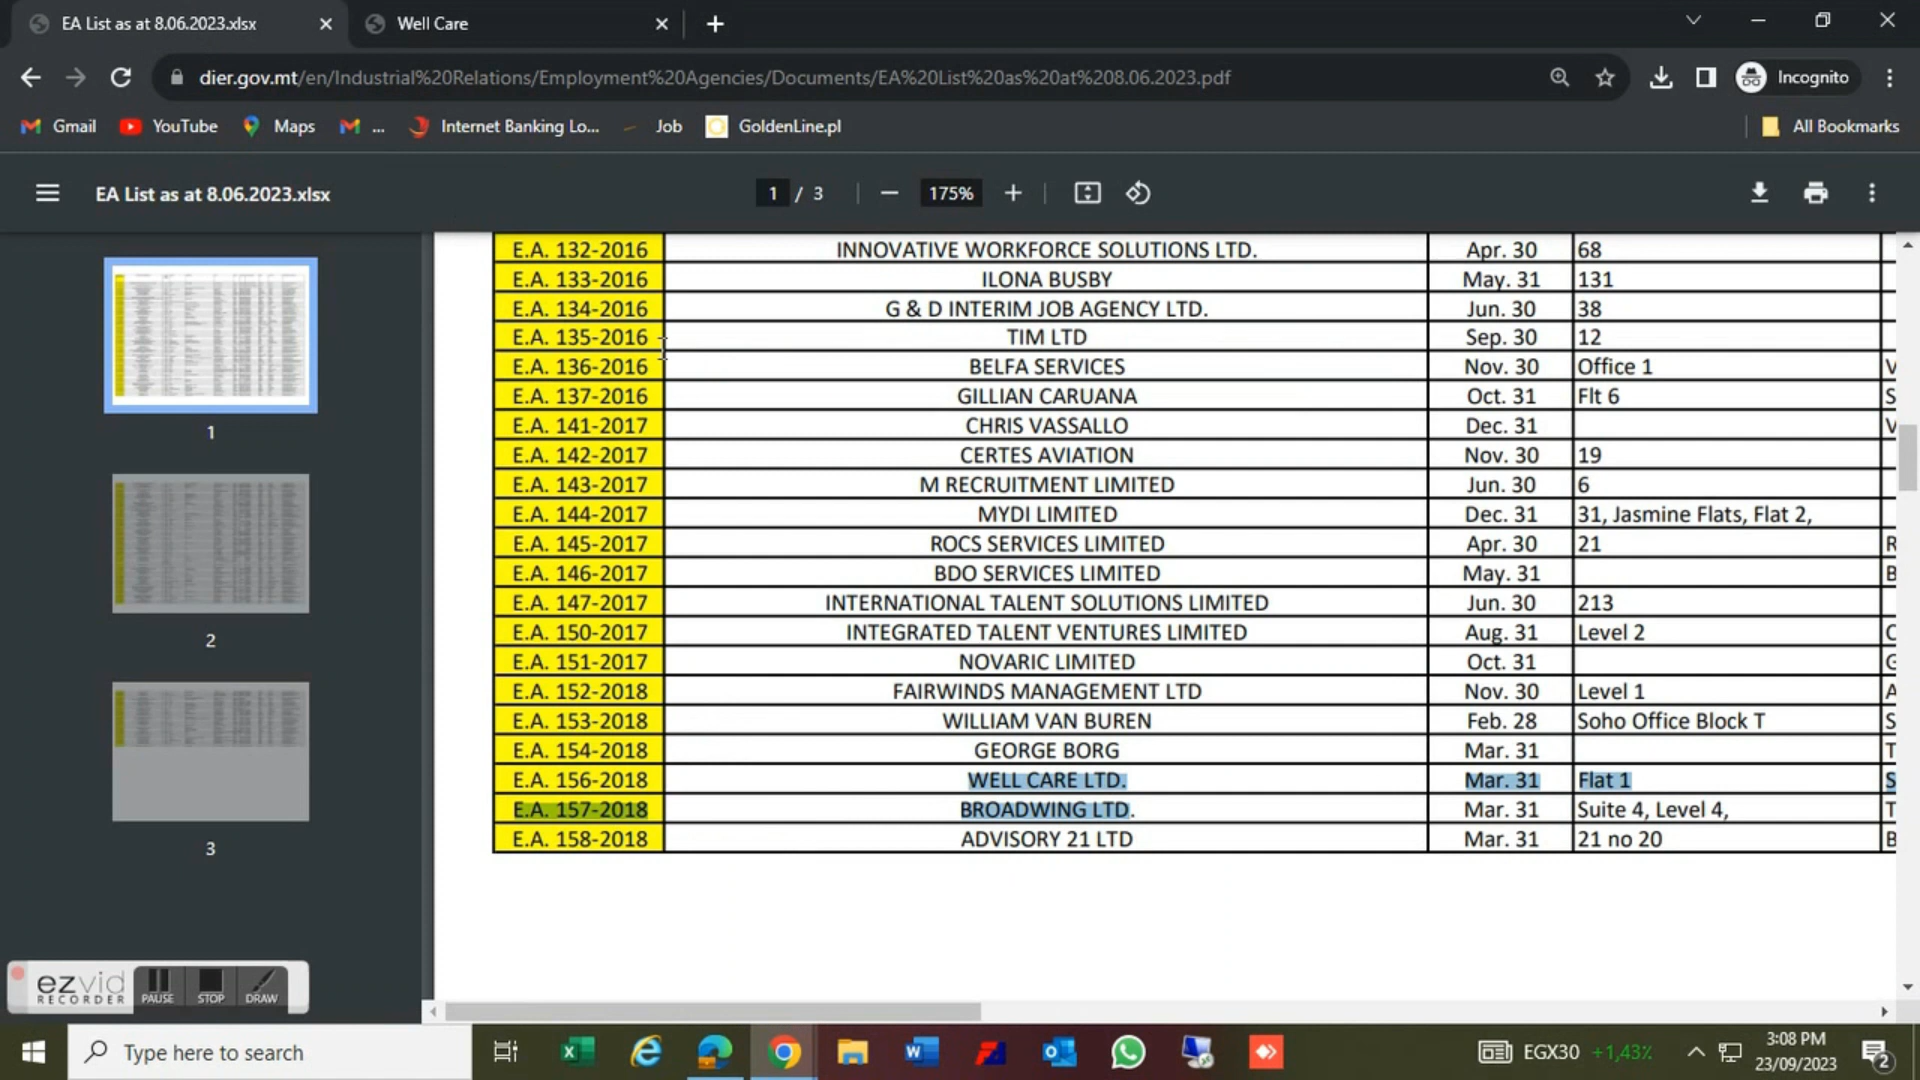 EA List as at 8.06.2023.xlsx
Well Care
dier.gov.mt/en/Industrial%20Relations/Employment%20Agencies/Documents/EA%20List%20as%20at%208.06.2023.pdf
Incognito
Gmail YouTube Maps ... Internet Banking Lo... Job GoldenLine.pl All Bookmarks
EA List as at 8.06.2023.xlsx 1 / 3 175%
E.A. 132-2016 INNOVATIVE WORKFORCE SOLUTIONS LTD. Apr. 30 68
E.A. 133-2016 ILONA BUSBY May. 31 131
E.A. 134-2016 G & D INTERIM JOB AGENCY LTD. Jun. 30 38
E.A. 135-2016 TIM LTD Sep. 30 12
E.A. 136-2016 BELFA SERVICES Nov. 30 Office 1 V
E.A. 137-2016 GILLIAN CARUANA Oct. 31 Flt 6 S
E.A. 141-2017 CHRIS VASSALLO Dec. 31 V
E.A. 142-2017 CERTES AVIATION Nov. 30 19
E.A. 143-2017 M RECRUITMENT LIMITED Jun. 30 6
E.A. 144-2017 MYDI LIMITED Dec. 31 31, Jasmine Flats, Flat 2,
E.A. 145-2017 ROCS SERVICES LIMITED Apr. 30 21 R
E.A. 146-2017 BDO SERVICES LIMITED May. 31 B
E.A. 147-2017 INTERNATIONAL TALENT SOLUTIONS LIMITED Jun. 30 213
E.A. 150-2017 INTEGRATED TALENT VENTURES LIMITED Aug. 31 Level 2 C
E.A. 151-2017 NOVARIC LIMITED Oct. 31 G
E.A. 152-2018 FAIRWINDS MANAGEMENT LTD Nov. 30 Level 1 A
E.A. 153-2018 WILLIAM VAN BUREN Feb. 28 Soho Office Block T S
E.A. 154-2018 GEORGE BORG Mar. 31 T
E.A. 156-2018 WELL CARE LTD. Mar. 31 Flat 1 S
E.A. 157-2018 BROADWING LTD. Mar. 31 Suite 4, Level 4, T
E.A. 158-2018 ADVISORY 21 LTD Mar. 31 21 no 20 B
1
2
3
ezvid
RECORDER
PAUSE STOP DRAW
Type here to search
EGX30 +1,43%
3:08 PM
23/09/2023
2